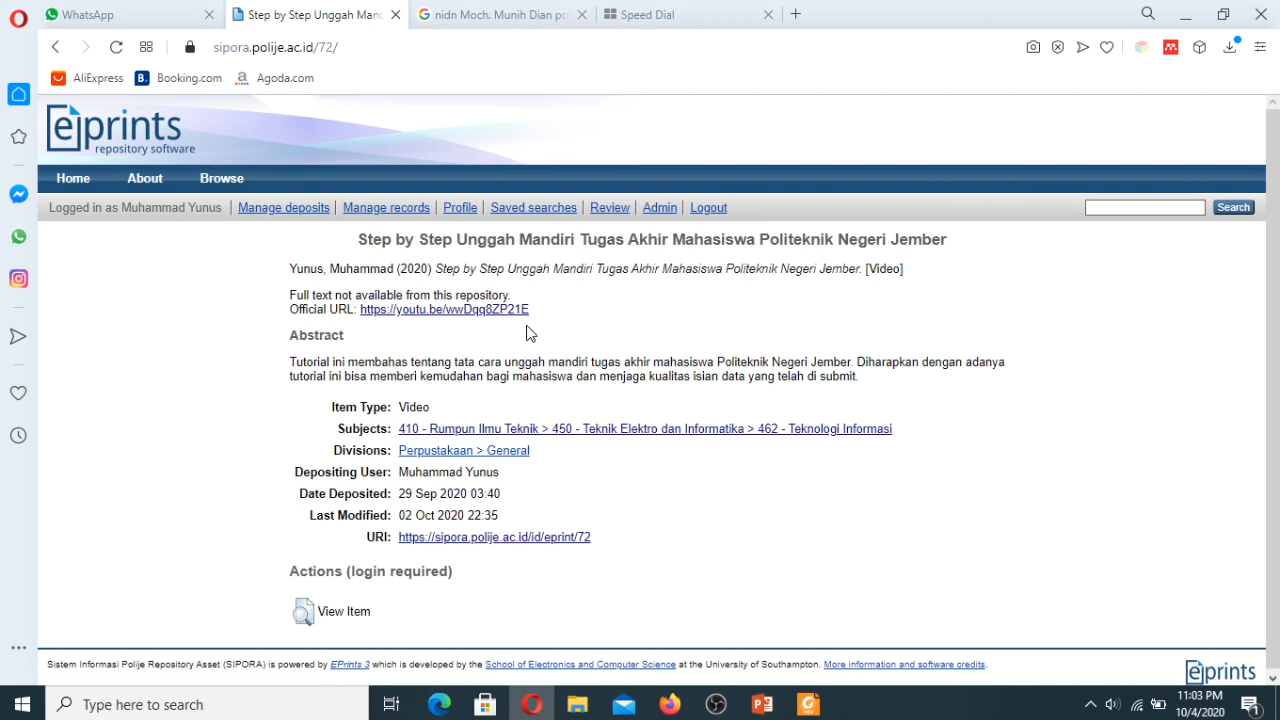 WhatsApp
Step by Step Unggah Mand
nidn Moch. Munih Dian po
Speed Dial
sipora.polije.ac.id/72/
AliExpress
B. Booking.com
a Agoda.com
eprints
repository software
Home About Browse
Logged in as Muhammad Yunus | Manage deposits | Manage records | Profile | Saved searches | Review | Admin | Logout
Search
Step by Step Unggah Mandiri Tugas Akhir Mahasiswa Politeknik Negeri Jember
Yunus, Muhammad (2020) Step by Step Unggah Mandiri Tugas Akhir Mahasiswa Politeknik Negeri Jember. [Video]
Full text not available from this repository.
Official URL: https://youtu.be/wwDqq8ZP21E
Abstract
Tutorial ini membahas tentang tata cara unggah mandiri tugas akhir mahasiswa Politeknik Negeri Jember. Diharapkan dengan adanya
tutorial ini bisa memberi kemudahan bagi mahasiswa dan menjaga kualitas isian data yang telah di submit.
Item Type: Video
Subjects: 410 - Rumpun Ilmu Teknik > 450 - Teknik Elektro dan Informatika > 462 - Teknologi Informasi
Divisions: Perpustakaan > General
Depositing User: Muhammad Yunus
Date Deposited: 29 Sep 2020 03:40
Last Modified: 02 Oct 2020 22:35
URI: https://sipora.polije.ac.id/id/eprint/72
Actions (login required)
View Item
Sistem Informasi Polije Repository Asset (SIPORA) is powered by EPrints 3 which is developed by the School of Electronics and Computer Science at the University of Southampton. More information and software credits.
eprints
Type here to search
11:03 PM
10/4/2020
1